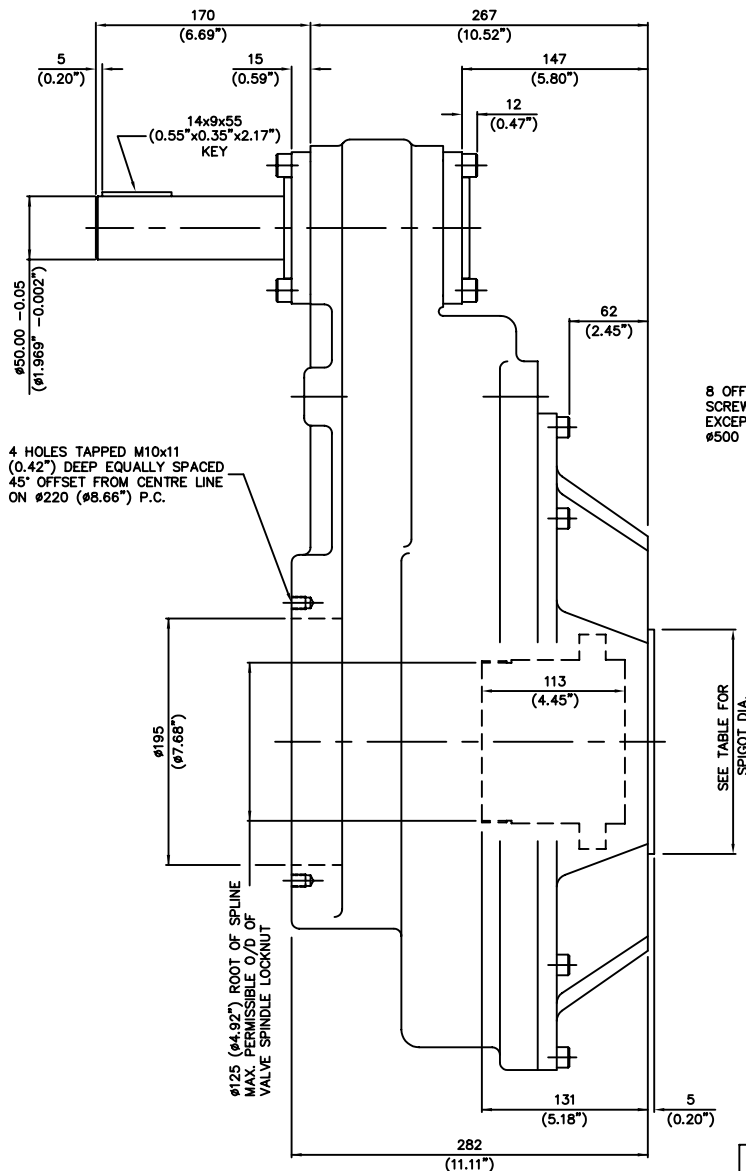 170
(6.69")
267
(10.52")
5
(0.20")
15
(0.59")
147
(5.80")
12
(0.47")
14x9x55
(0.55"x0.35"x2.17")
KEY
ø50.00 -0.05
(ø1.969" -0.002")
62
(2.45")
8 OFF
SCREW
EXCEP
ø500
4 HOLES TAPPED M10x11
(0.42") DEEP EQUALLY SPACED
45° OFFSET FROM CENTRE LINE
ON ø220 (ø8.66") P.C.
113
(4.45")
ø195
(ø7.68")
SEE TABLE FOR
SPIGOT DIA.
ø125 (ø4.92") ROOT OF SPLINE
MAX. PERMISSIBLE O/D OF
VALVE SPINDLE LOCKNUT
131
(5.18")
5
(0.20")
282
(11.11")